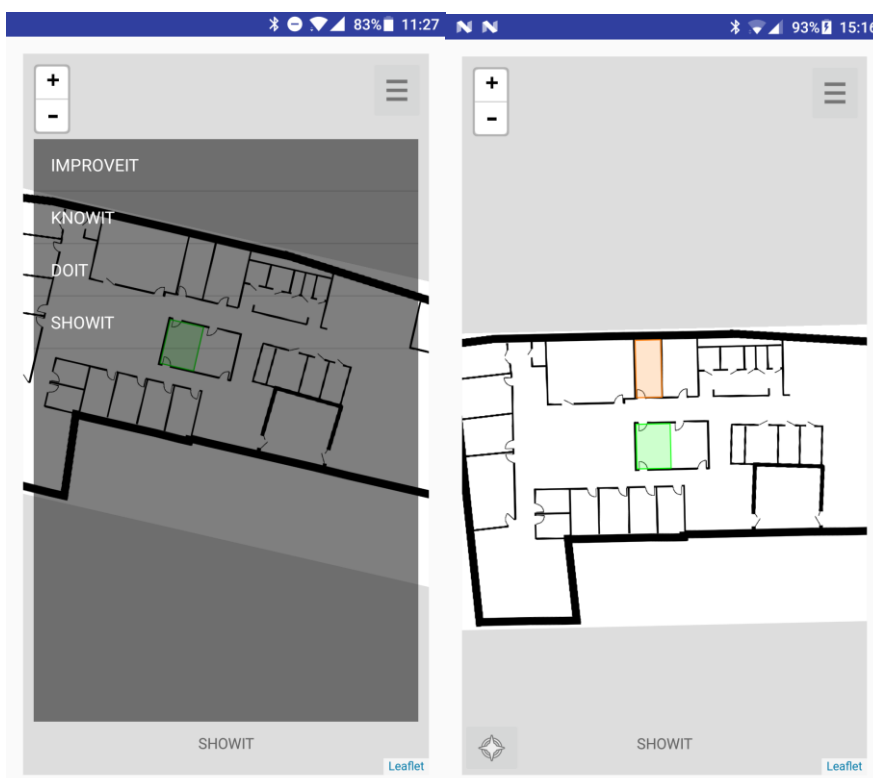 83% 11:27
+
-
IMPROVEIT
KNOWIT
DOIT
SHOWIT
SHOWIT
Leaflet
N N
93% 15:16
+
-
SHOWIT
Leaflet